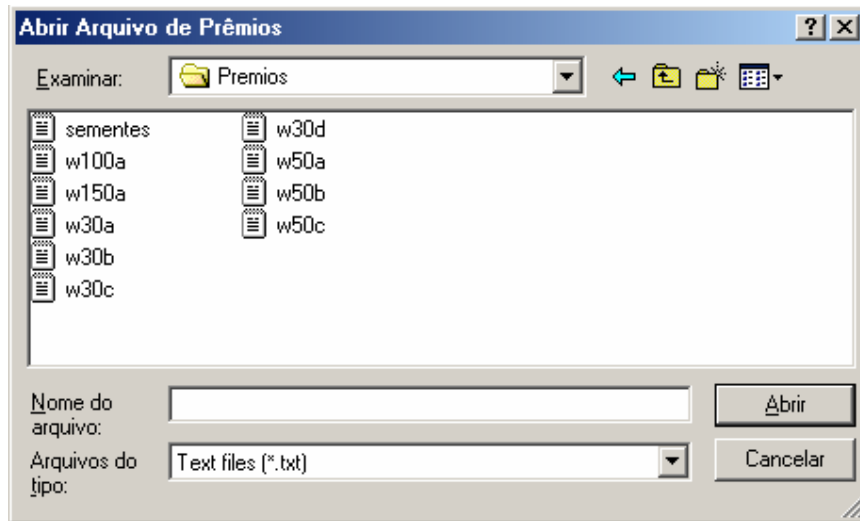 Abrir Arquivo de Prêmios
Examinar: Premios
sementes w30d
w100a w50a
w150a w50b
w30a w50c
w30b
w30c
Nome do arquivo: Abrir
Arquivos do tipo: Text files (*.txt) Cancelar